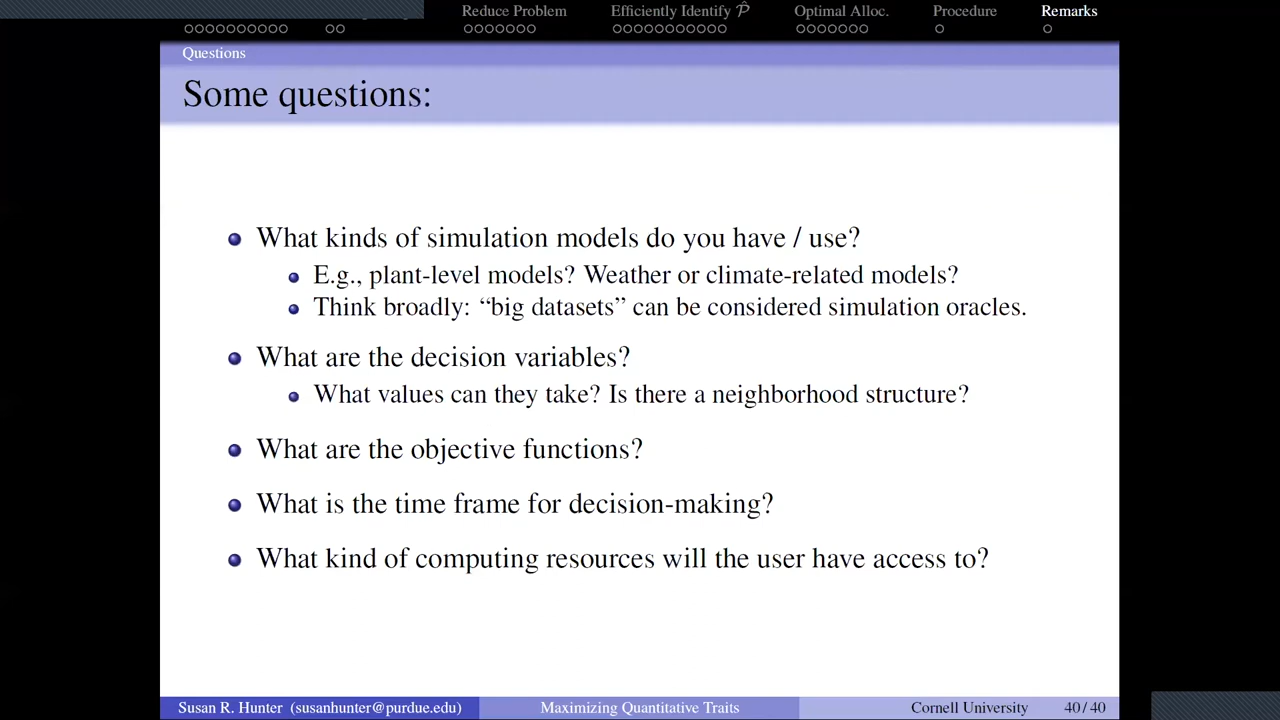 Reduce Problem Efficiently Identify P̂ Optimal Alloc. Procedure Remarks
Questions
Some questions:
What kinds of simulation models do you have / use?
E.g., plant-level models? Weather or climate-related models?
Think broadly: “big datasets” can be considered simulation oracles.
What are the decision variables?
What values can they take? Is there a neighborhood structure?
What are the objective functions?
What is the time frame for decision-making?
What kind of computing resources will the user have access to?
Susan R. Hunter (susanhunter@purdue.edu) Maximizing Quantitative Traits Cornell University 40 / 40